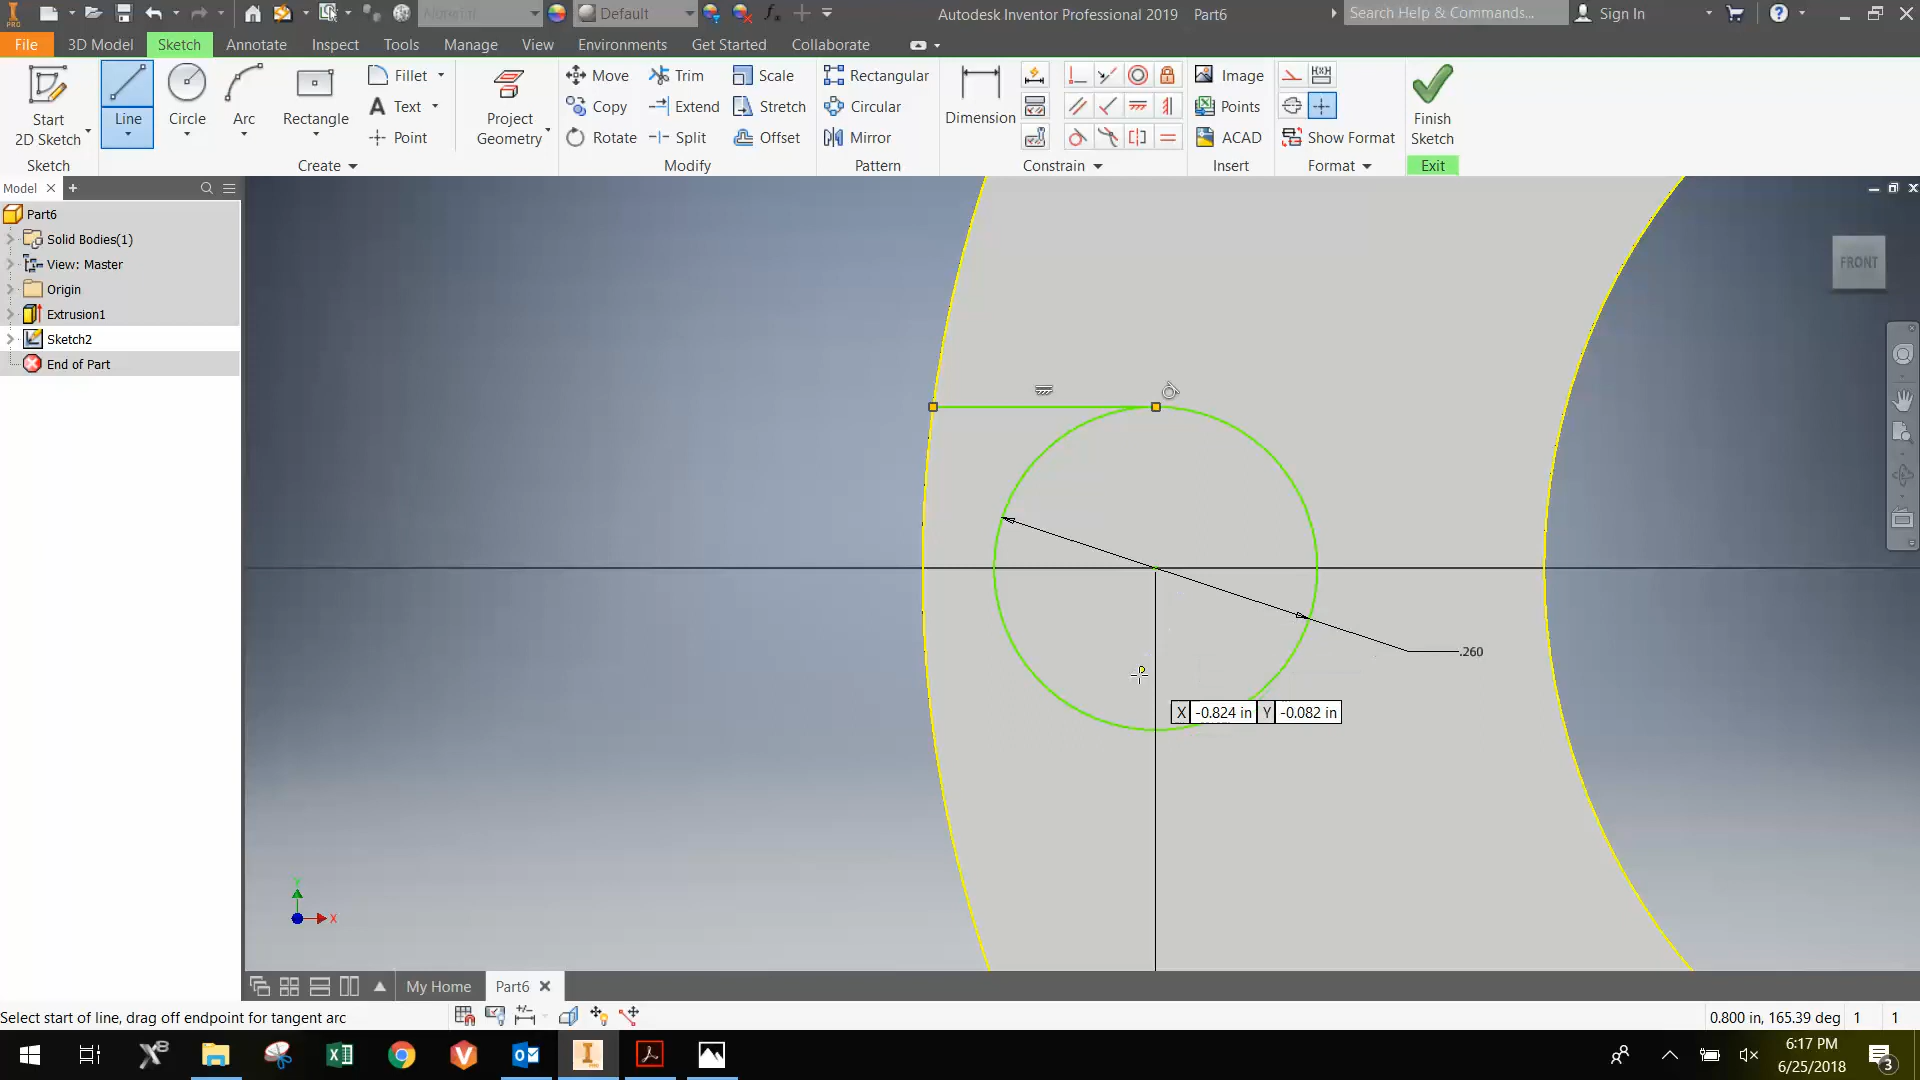 Material
Default
Autodesk Inventor Professional 2019 Part6
Search Help & Commands...
Sign In
PRO
File 3D Model Sketch Annotate Inspect Tools Manage View Environments Get Started Collaborate
Start
2D Sketch
Line
Circle
Arc
Rectangle
Fillet
Text
Point
Project
Geometry
Move Trim Scale
Copy Extend Stretch
Rotate Split Offset
Rectangular
Circular
Mirror
Dimension
Image
Points
ACAD
Show Format
Finish
Sketch
Sketch Create Modify Pattern Constrain Insert Format Exit
Model
Part6
Solid Bodies(1)
View: Master
Origin
Extrusion1
Sketch2
End of Part
FRONT
.260
X -0.824 in Y -0.082 in
Y
X
My Home Part6
Select start of line, drag off endpoint for tangent arc
0.800 in, 165.39 deg 1 1
6:17 PM
6/25/2018
3